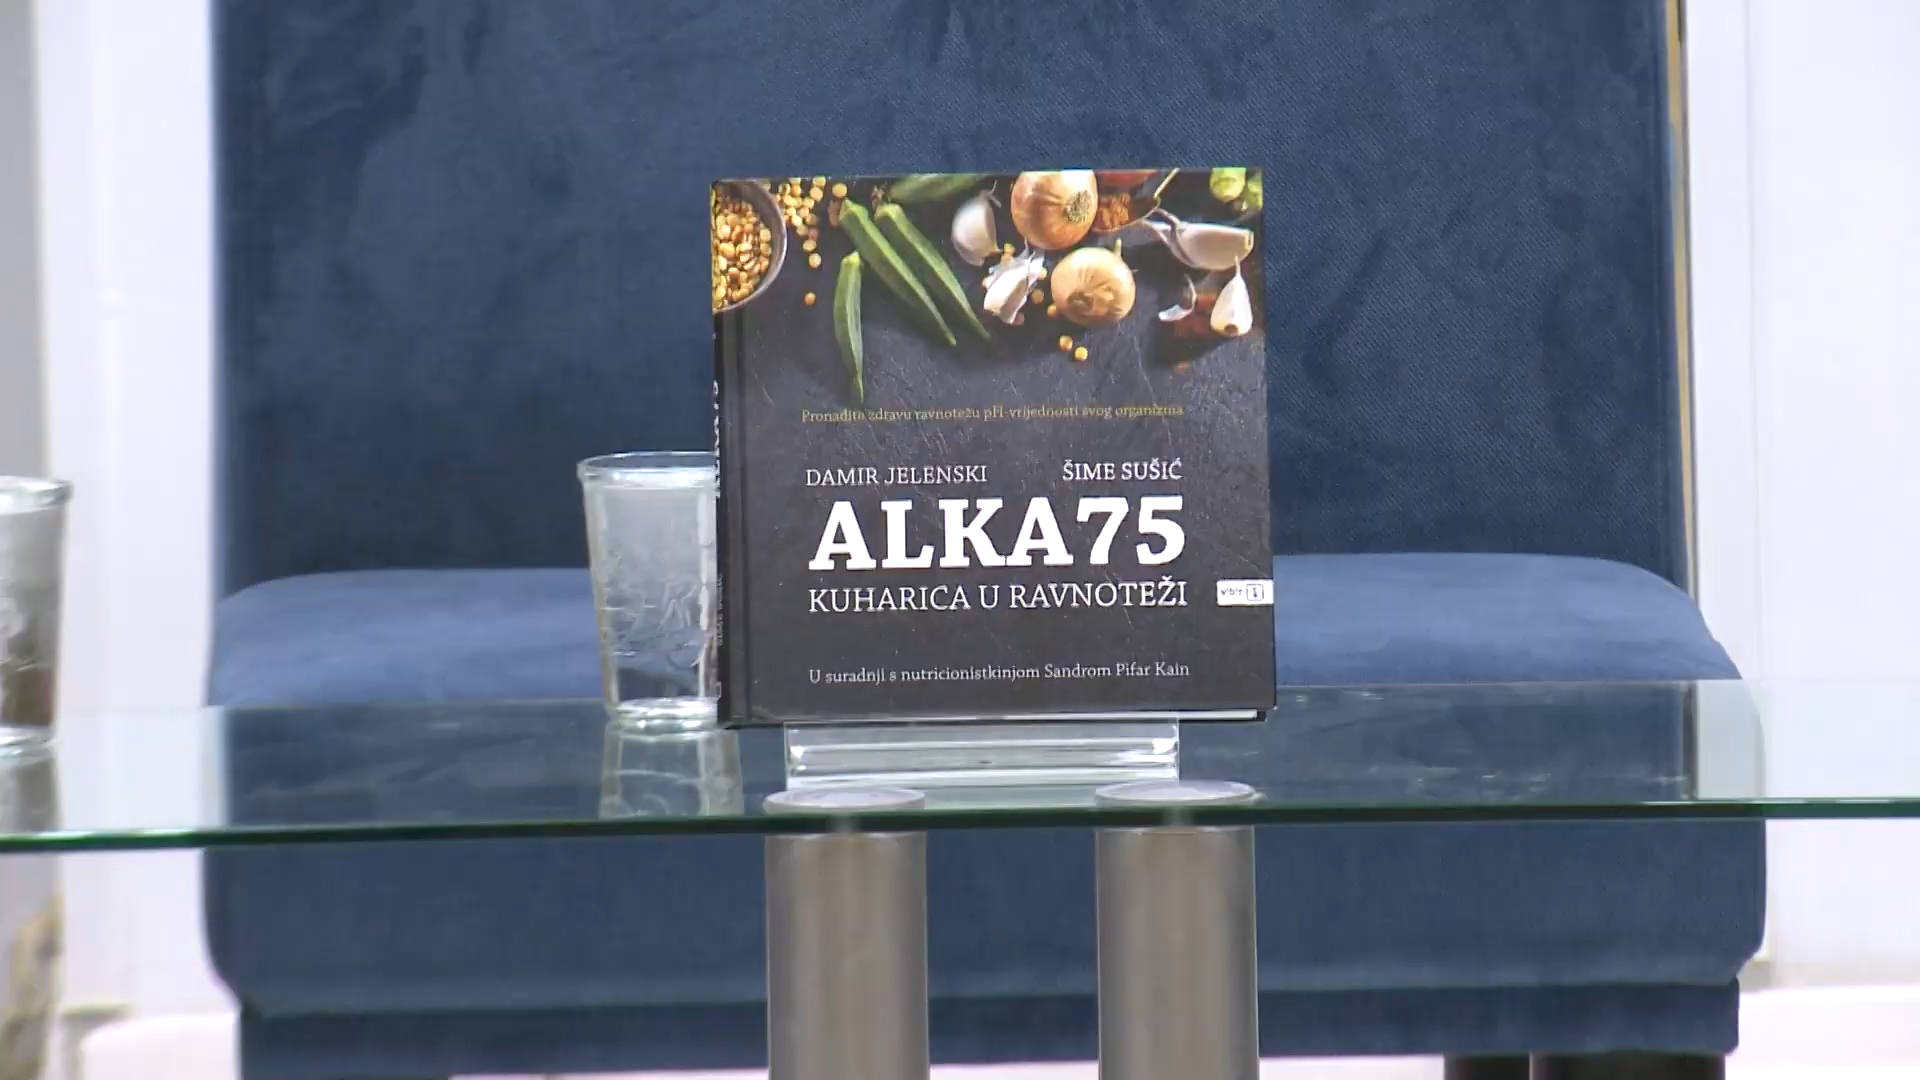 Pronađite zdravu ravnotežu pH-vrijednosti svog organizma
DAMIR JELENSKI ŠIME SUŠIĆ
ALKA75
KUHARICA U RAVNOTEŽI
U suradnji s nutricionistkinjom Sandrom Pifar Kain